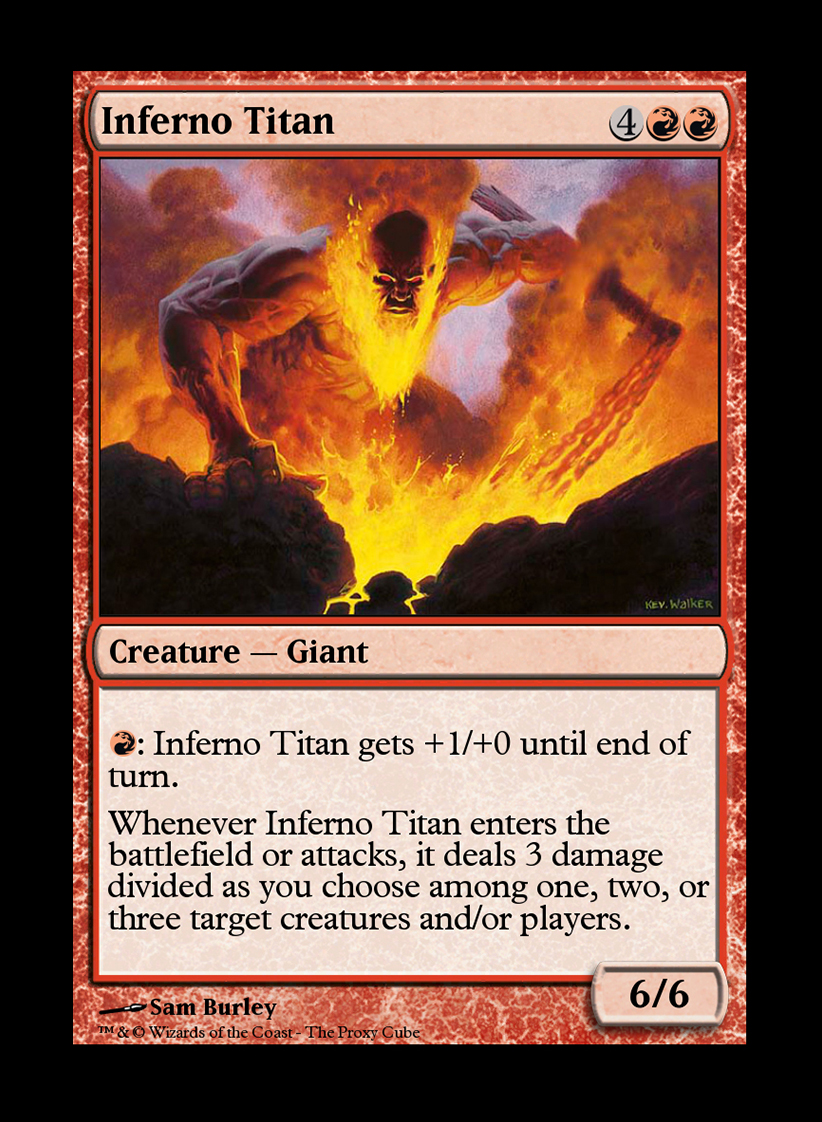 Inferno Titan 4
KEV. WALKER
Creature — Giant
: Inferno Titan gets +1/+0 until end of
turn.
Whenever Inferno Titan enters the
battlefield or attacks, it deals 3 damage
divided as you choose among one, two, or
three target creatures and/or players.
6/6
Sam Burley
™ & © Wizards of the Coast - The Proxy Cube